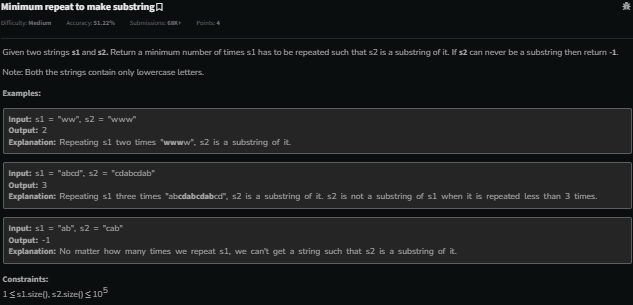 Minimum repeat to make substring
Difficulty: Medium Accuracy: 51.22% Submissions: 68K+ Points: 4
Given two strings s1 and s2. Return a minimum number of times s1 has to be repeated such that s2 is a substring of it. If s2 can never be a substring then return -1.
Note: Both the strings contain only lowercase letters.
Examples:
Input: s1 = "ww", s2 = "www"
Output: 2
Explanation: Repeating s1 two times "wwww", s2 is a substring of it.
Input: s1 = "abcd", s2 = "cdabcdab"
Output: 3
Explanation: Repeating s1 three times "abcdabcdabcd", s2 is a substring of it. s2 is not a substring of s1 when it is repeated less than 3 times.
Input: s1 = "ab", s2 = "cab"
Output: -1
Explanation: No matter how many times we repeat s1, we can't get a string such that s2 is a substring of it.
Constraints:
1 ≤ s1.size(), s2.size() ≤ 10⁵